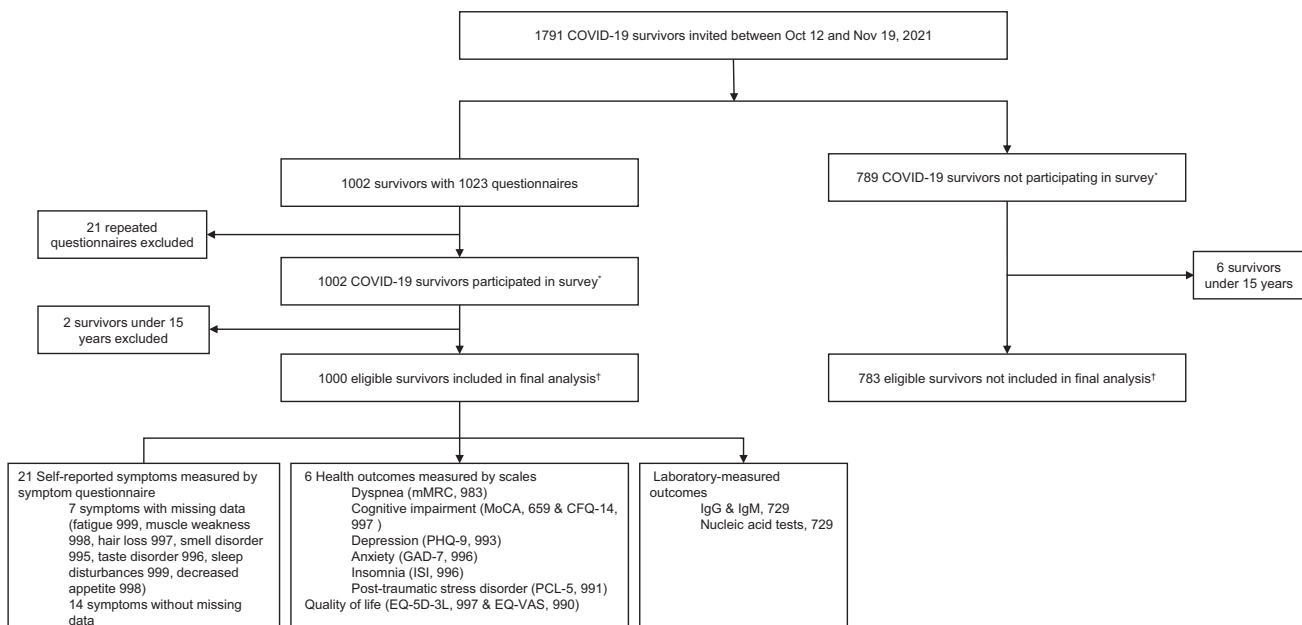 1791 COVID-19 survivors invited between Oct 12 and Nov 19, 2021
1002 survivors with 1023 questionnaires
789 COVID-19 survivors not participating in survey*
21 repeated
questionnaires excluded
1002 COVID-19 survivors participated in survey*
6 survivors
under 15 years
2 survivors under 15
years excluded
1000 eligible survivors included in final analysis†
783 eligible survivors not included in final analysis†
21 Self-reported symptoms measured by
symptom questionnaire
7 symptoms with missing data
(fatigue 999, muscle weakness
998, hair loss 997, smell disorder
995, taste disorder 996, sleep
disturbances 999, decreased
appetite 998)
14 symptoms without missing
data
6 Health outcomes measured by scales
Dyspnea (mMRC, 983)
Cognitive impairment (MoCA, 659 & CFQ-14,
997 )
Depression (PHQ-9, 993)
Anxiety (GAD-7, 996)
Insomnia (ISI, 996)
Post-traumatic stress disorder (PCL-5, 991)
Quality of life (EQ-5D-3L, 997 & EQ-VAS, 990)
Laboratory-measured
outcomes
IgG & IgM, 729
Nucleic acid tests, 729